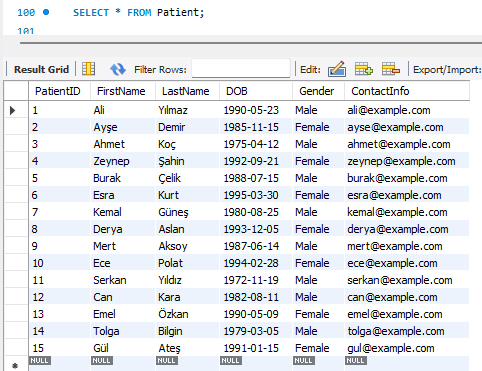 100 SELECT * FROM Patient;
101
Result Grid Filter Rows: Edit: Export/Import:
PatientID FirstName LastName DOB Gender ContactInfo
1 Ali Yılmaz 1990-05-23 Male ali@example.com
2 Ayşe Demir 1985-11-15 Female ayse@example.com
3 Ahmet Koç 1975-04-12 Male ahmet@example.com
4 Zeynep Şahin 1992-09-21 Female zeynep@example.com
5 Burak Çelik 1988-07-15 Male burak@example.com
6 Esra Kurt 1995-03-30 Female esra@example.com
7 Kemal Güneş 1980-08-25 Male kemal@example.com
8 Derya Aslan 1993-12-05 Female derya@example.com
9 Mert Aksoy 1987-06-14 Male mert@example.com
10 Ece Polat 1994-02-28 Female ece@example.com
11 Serkan Yıldız 1972-11-19 Male serkan@example.com
12 Can Kara 1982-08-11 Male can@example.com
13 Emel Özkan 1990-05-09 Female emel@example.com
14 Tolga Bilgin 1979-03-05 Male tolga@example.com
15 Gül Ateş 1991-01-15 Female gul@example.com
NULL NULL NULL NULL NULL NULL